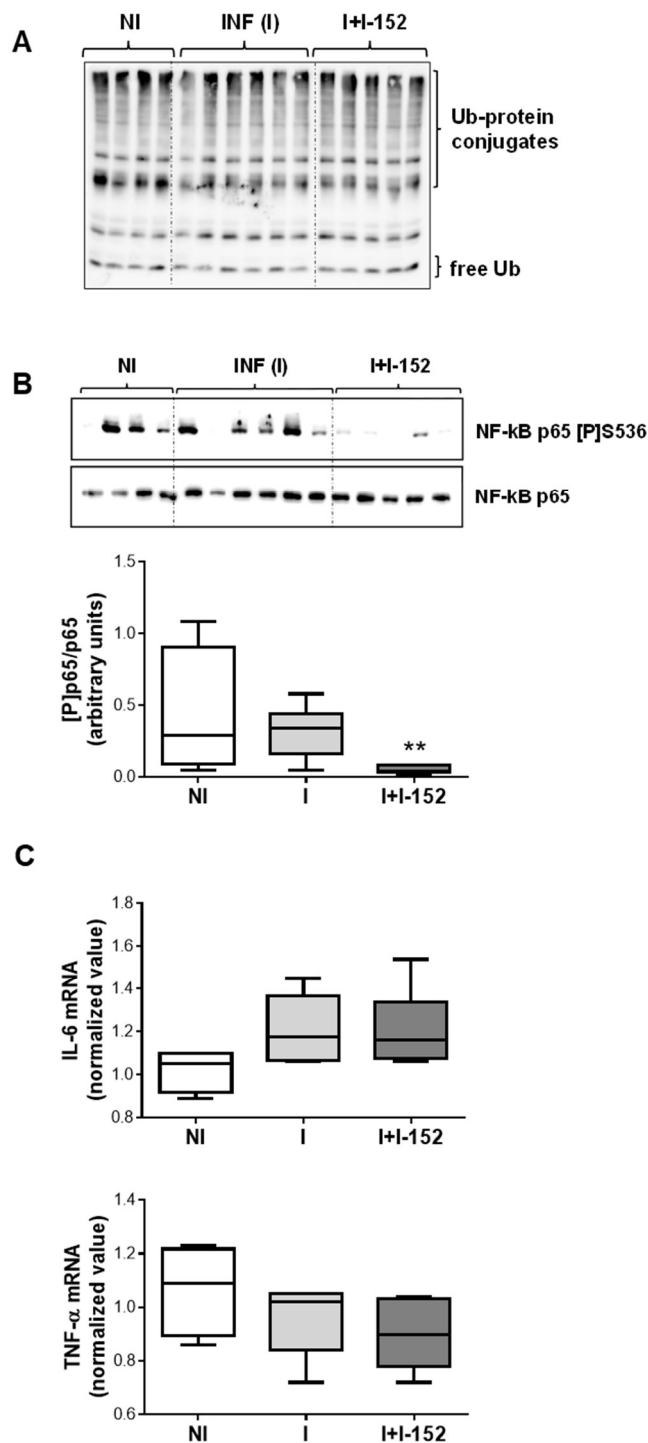 A
NI INF (I) I+I-152
Ub-protein
conjugates
free Ub
B
NI INF (I) I+I-152
NF-kB p65 [P]S536
NF-kB p65
[P]p65/p65
(arbitrary units)
1.5
1.0
0.5
0.0
**
NI I I+I-152
C
IL-6 mRNA
(normalized value)
1.8
1.6
1.4
1.2
1.0
0.8
NI I I+I-152
TNF-α mRNA
(normalized value)
1.4
1.2
1.0
0.8
0.6
NI I I+I-152